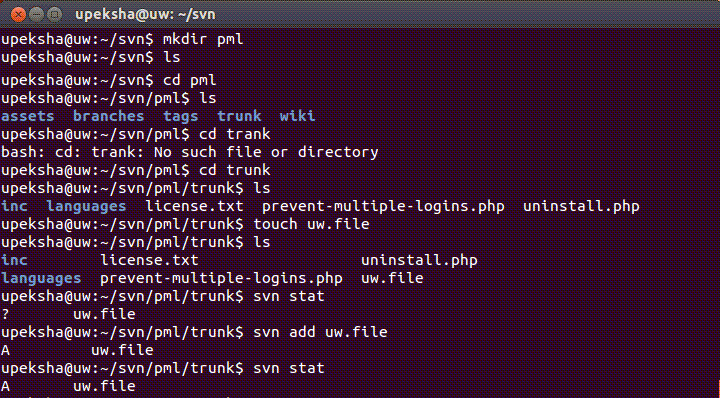 upeksha@uw: ~/svn
upeksha@uw:~/svn$ mkdir pml
upeksha@uw:~/svn$ ls
upeksha@uw:~/svn$ cd pml
upeksha@uw:~/svn/pml$ ls
assets  branches  tags  trunk  wiki
upeksha@uw:~/svn/pml$ cd trank
bash: cd: trank: No such file or directory
upeksha@uw:~/svn/pml$ cd trunk
upeksha@uw:~/svn/pml/trunk$ ls
inc  languages  license.txt  prevent-multiple-logins.php  uninstall.php
upeksha@uw:~/svn/pml/trunk$ touch uw.file
upeksha@uw:~/svn/pml/trunk$ ls
inc        license.txt                  uninstall.php
languages  prevent-multiple-logins.php  uw.file
upeksha@uw:~/svn/pml/trunk$ svn stat
?       uw.file
upeksha@uw:~/svn/pml/trunk$ svn add uw.file
A         uw.file
upeksha@uw:~/svn/pml/trunk$ svn stat
A       uw.file